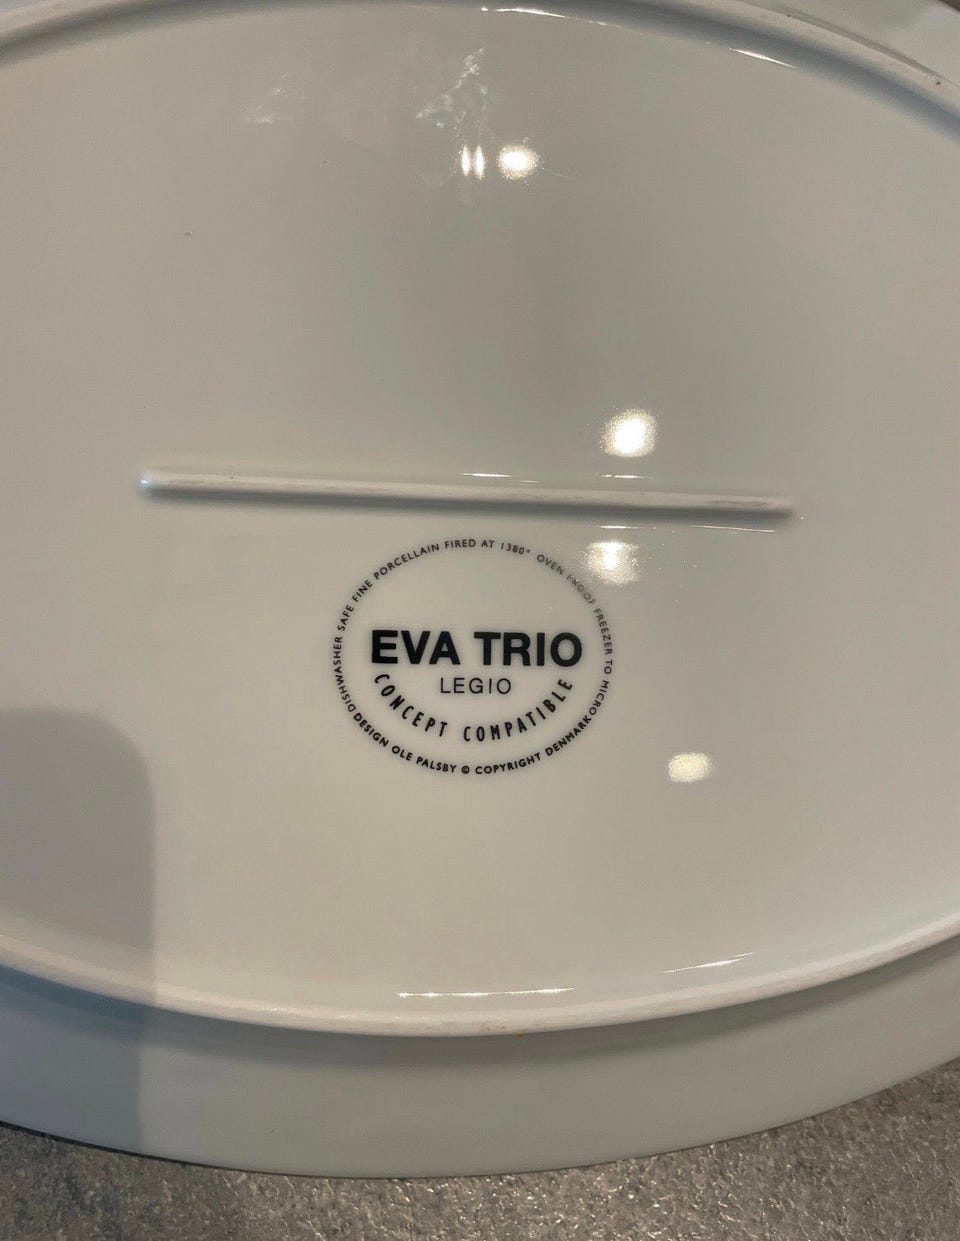 DISHWASHER SAFE FINE PORCELLAIN FIRED AT 1380° OVEN PROOF FREEZER TO MICRO
EVA TRIO
LEGIO
CONCEPT COMPATIBLE
DESIGN OLE PALSBY © COPYRIGHT DENMARK